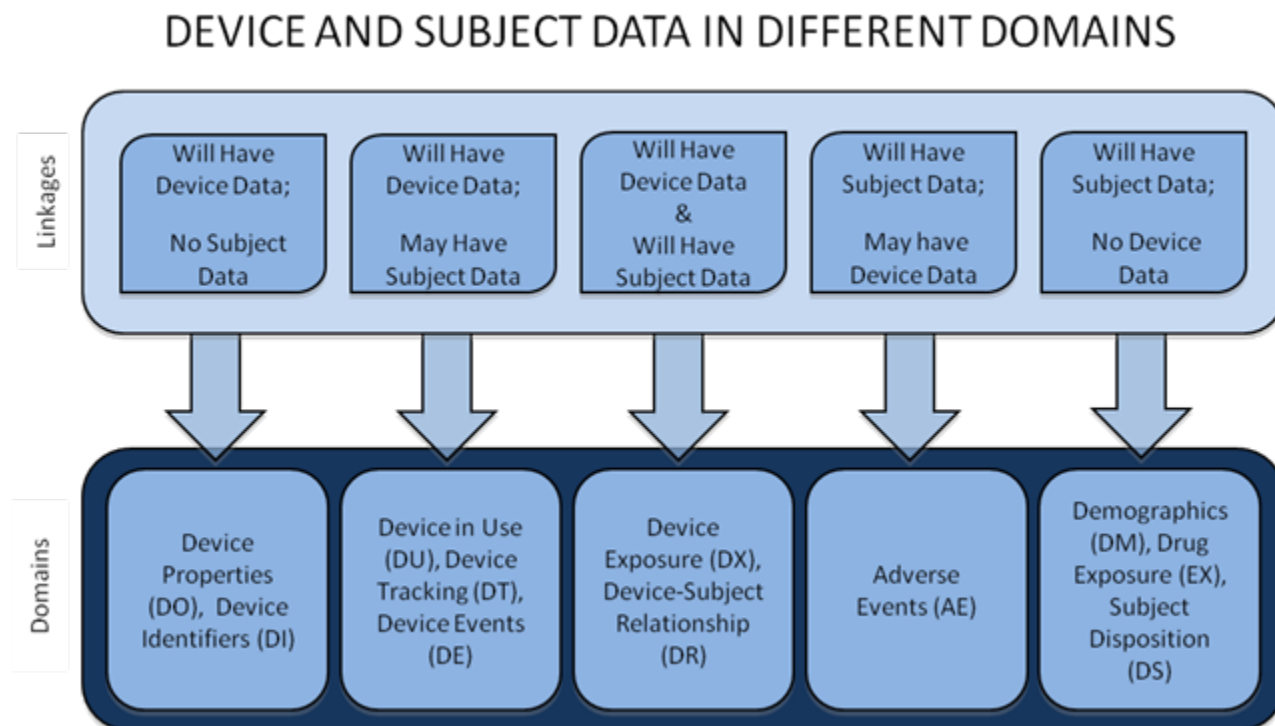 DEVICE AND SUBJECT DATA IN DIFFERENT DOMAINS
Linkages
Will Have
Device Data;
No Subject
Data
Will Have
Device Data;
May Have
Subject Data
Will Have
Device Data
&
Will Have
Subject Data
Will Have
Subject Data;
May have
Device Data
Will Have
Subject Data;
No Device
Data
Domains
Device
Properties
(DO), Device
Identifiers (DI)
Device in Use
(DU), Device
Tracking (DT),
Device Events
(DE)
Device
Exposure (DX),
Device-Subject
Relationship
(DR)
Adverse
Events (AE)
Demographics
(DM), Drug
Exposure (EX),
Subject
Disposition
(DS)